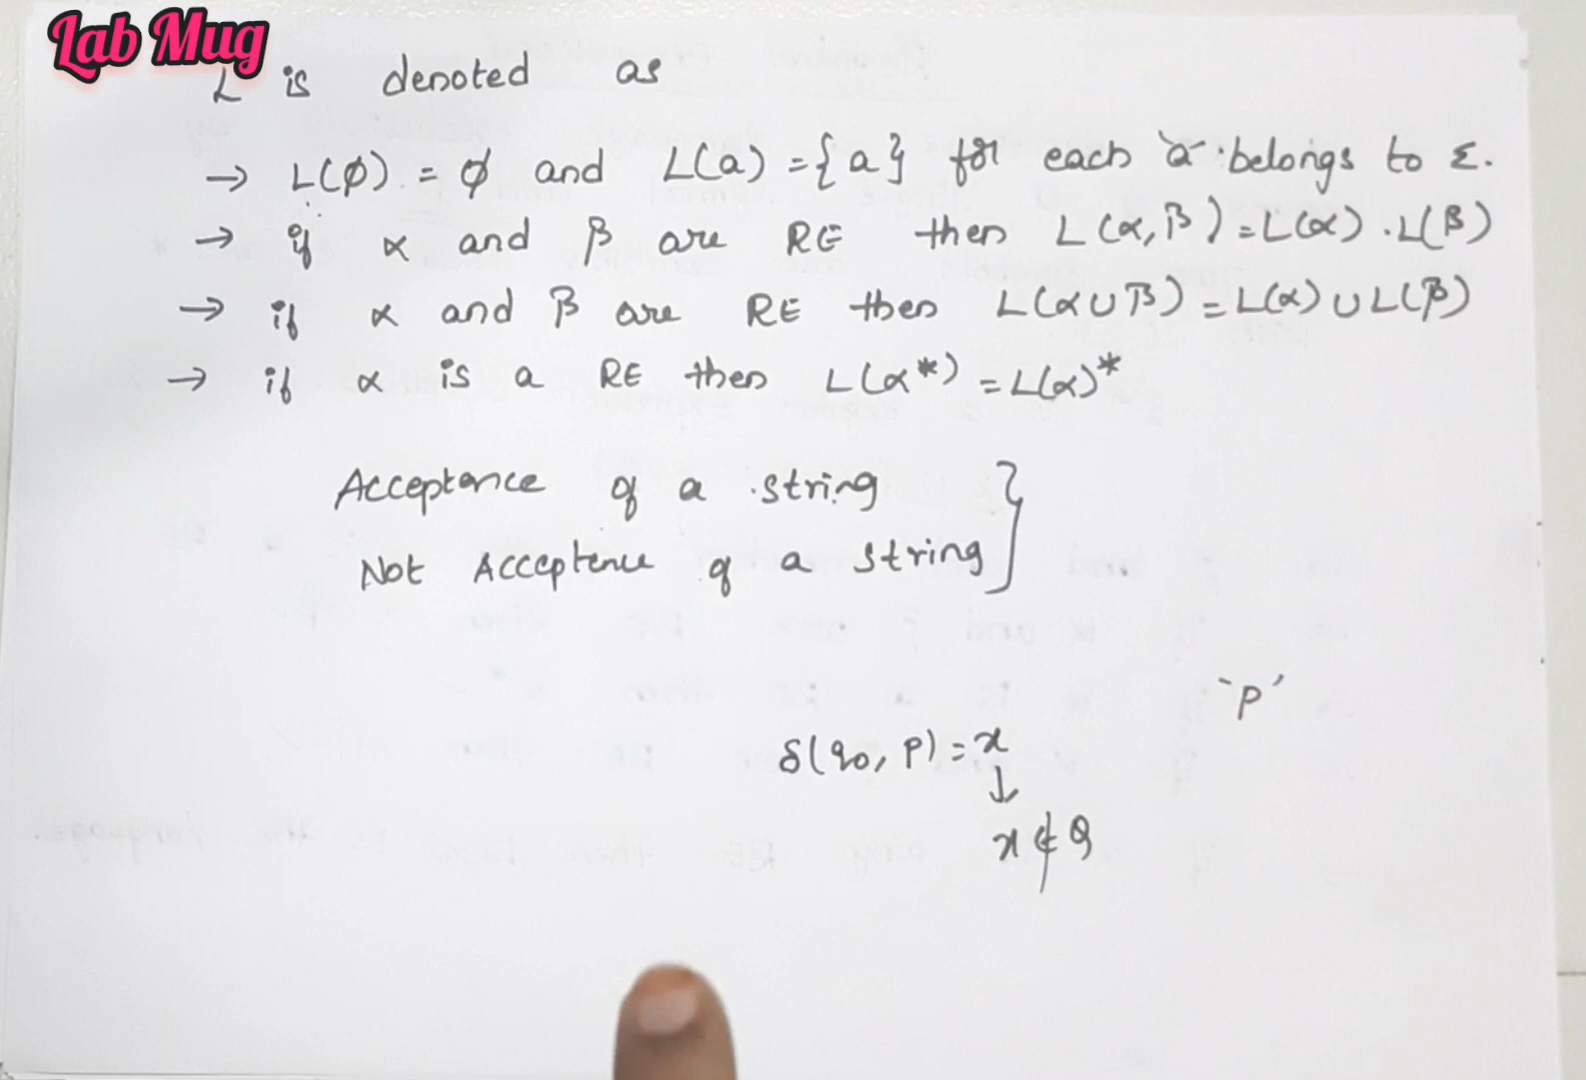 Lab Mug
L is denoted as
→ L(ϕ) = ϕ and L(a) = {a} for each 'a' belongs to Σ.
→ if α and β are RE then L(α,β) = L(α).L(β)
→ if α and β are RE then L(α∪β) = L(α)∪L(β)
→ if α is a RE then L(α*) = L(α)*
Acceptance of a string
Not Acceptence of a string }
'P'
δ(q₀, P) = x
↓
x ∉ Q